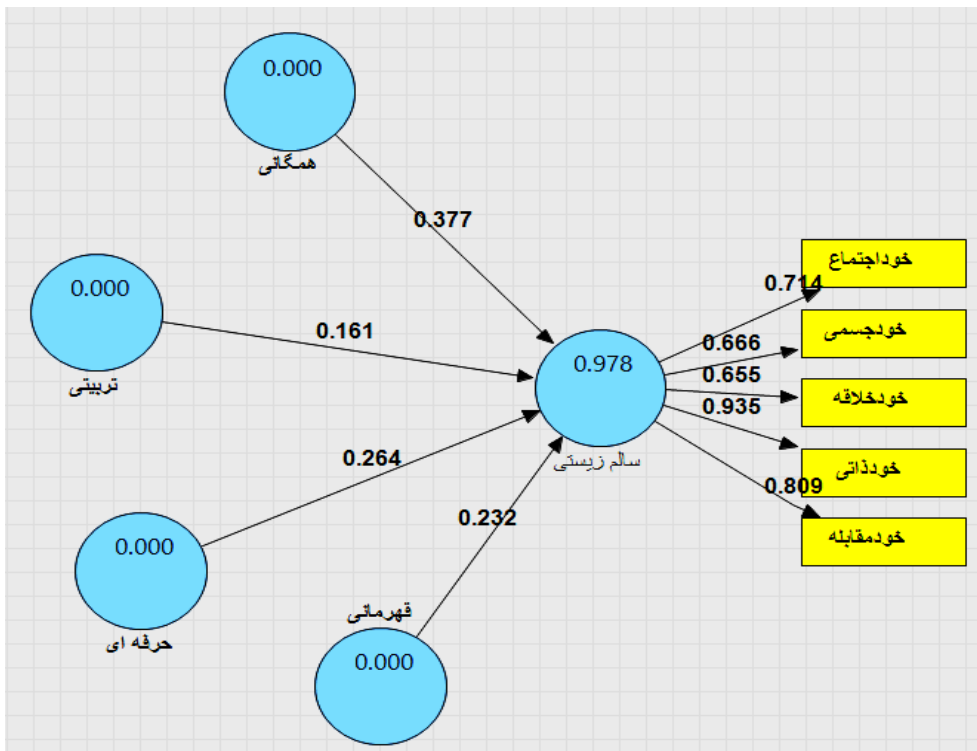 0.000
همگانی
0.377
0.000
تربیتی
0.161
0.264
0.000
حرفه ای
0.232
قهرمانی
0.000
0.978
سالم زیستی
0.714
0.666
0.655
0.935
0.809
خوداجتماع
خودجسمی
خودخلاقه
خودذاتی
خودمقابله